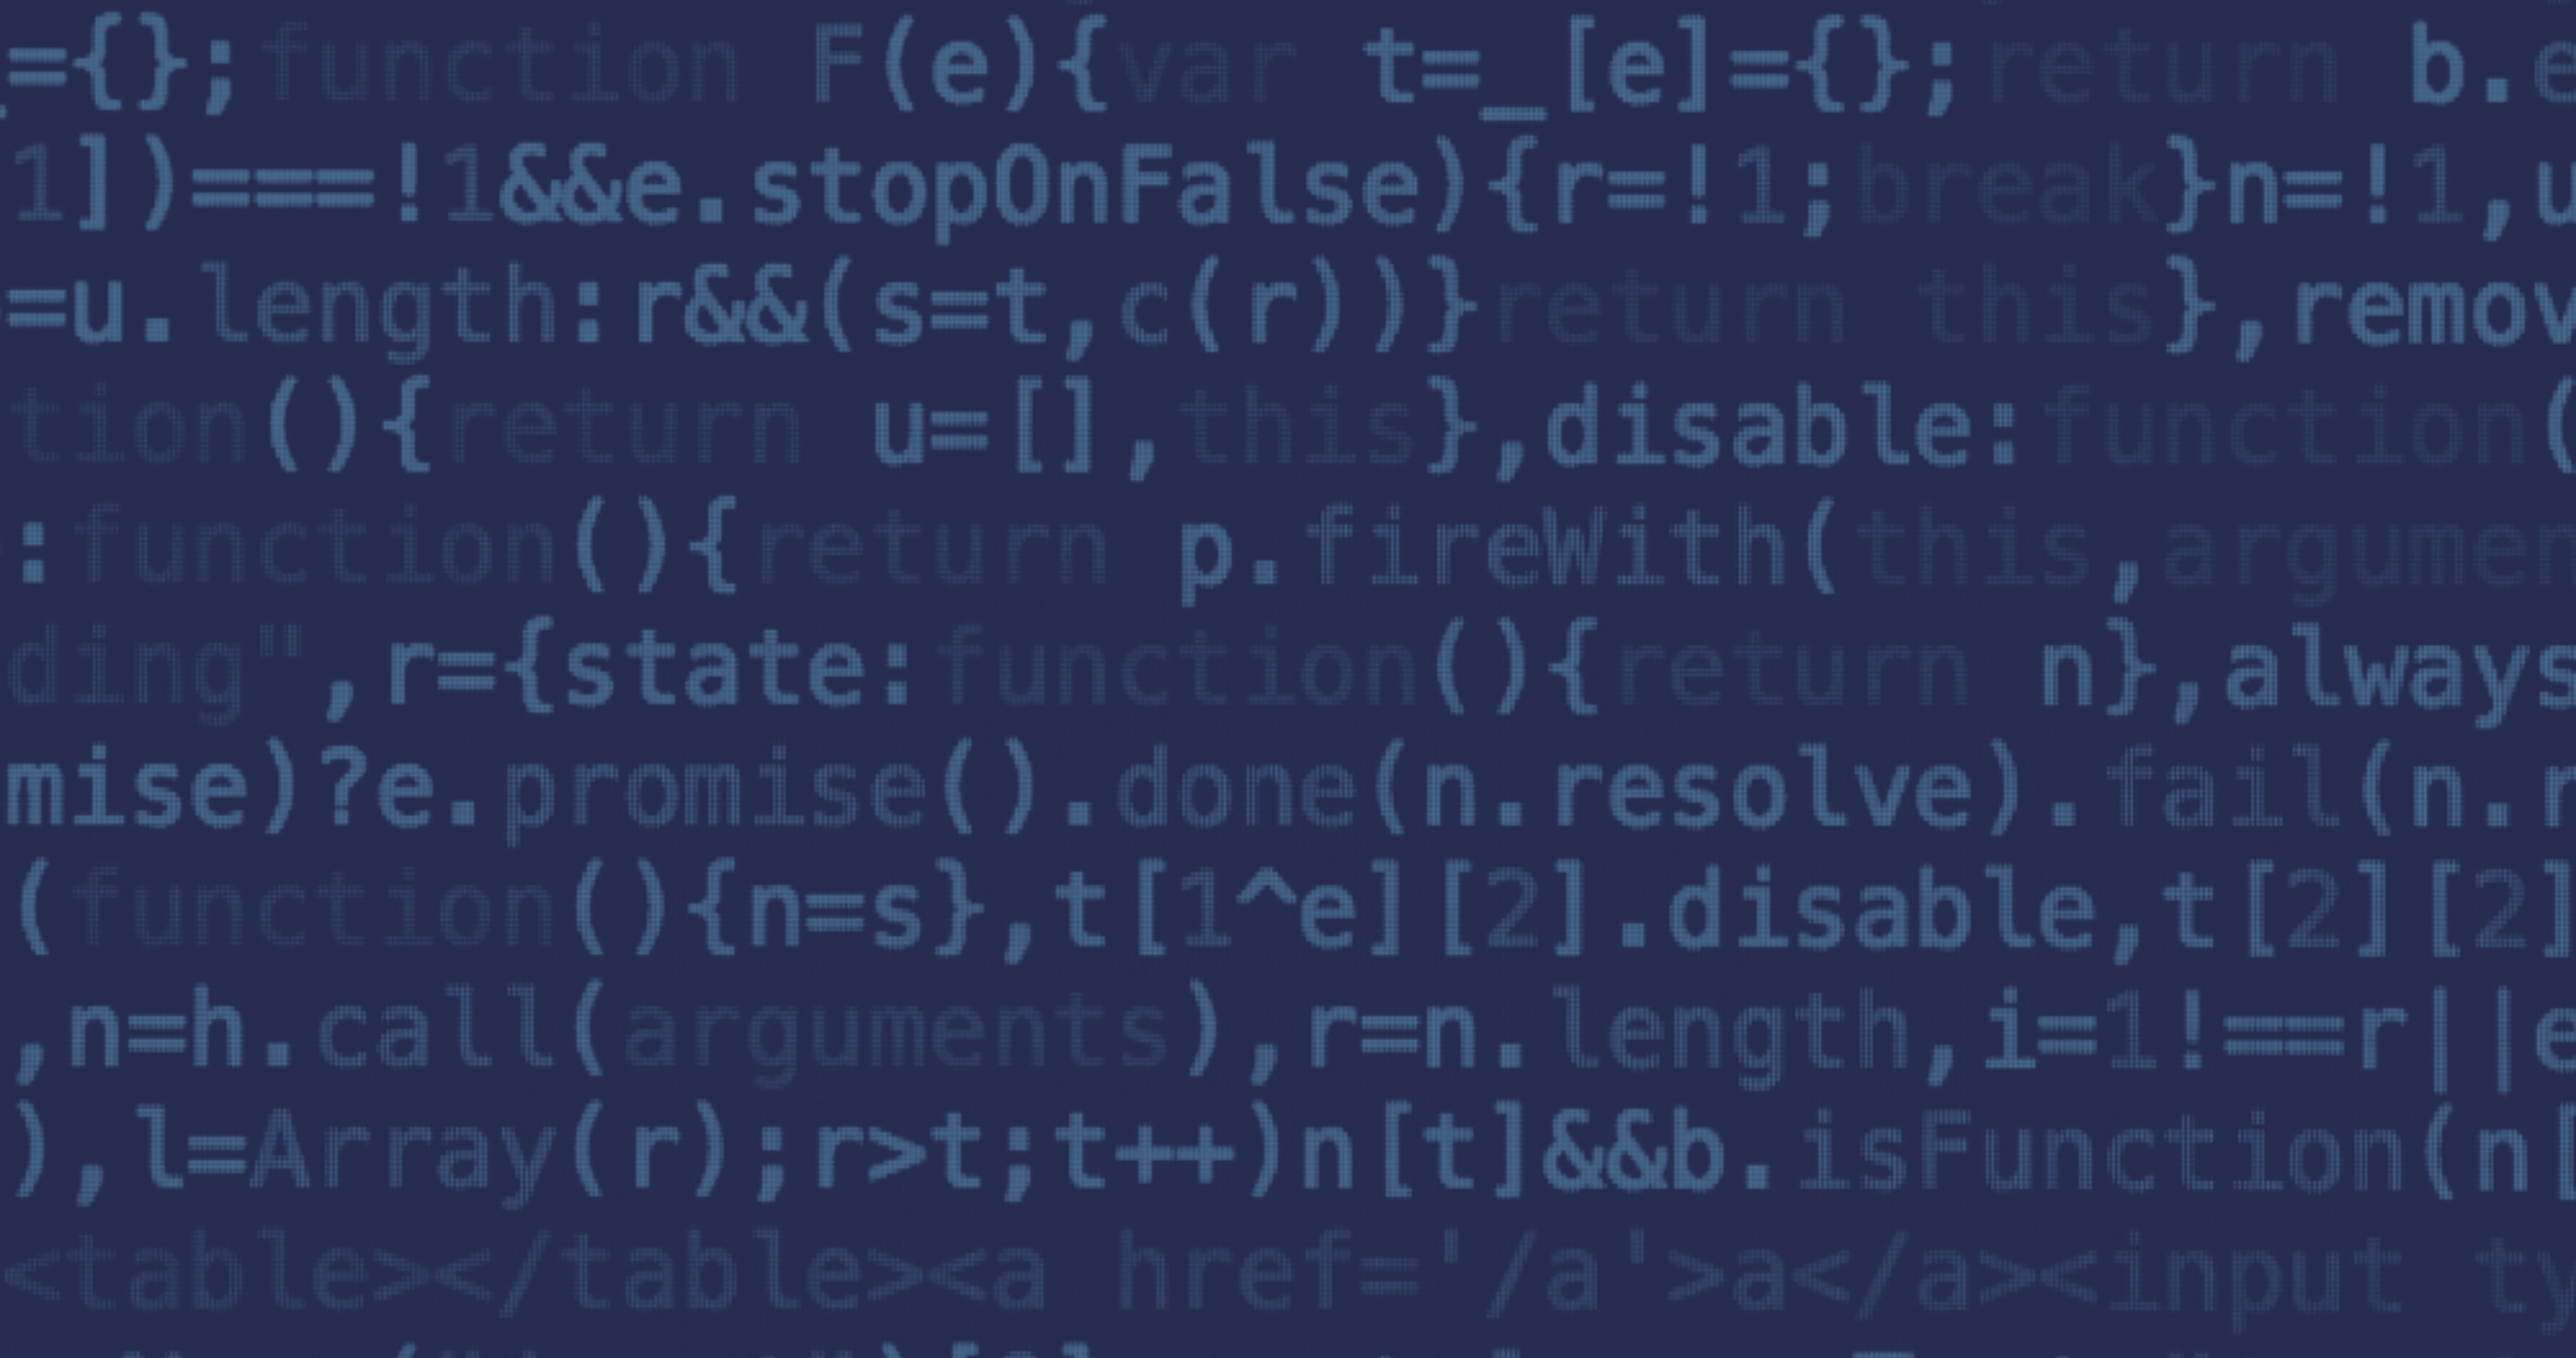 ={};function F(e){var t=_[e]={};return b.e
1])===!1&&e.stopOnFalse){r=!1;break}n=!1,u
=u.length:r&&(s=t,c(r))}return this},remov
tion(){return u=[],this},disable:function(
:function(){return p.fireWith(this,argumen
ding",r={state:function(){return n},always
mise)?e.promise().done(n.resolve).fail(n.r
(function(){n=s},t[1^e][2].disable,t[2][2]
,n=h.call(arguments),r=n.length,i=1!==r||e
),l=Array(r);r>t;t++)n[t]&&b.isFunction(n[
<table></table><a href='/a'>a</a><input ty